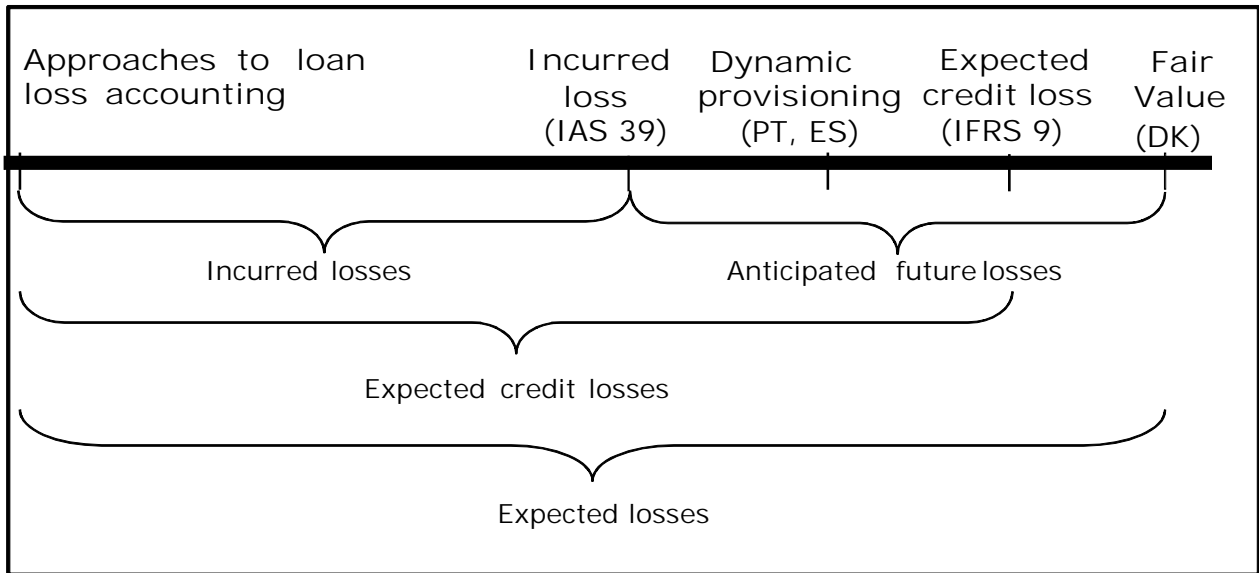 Approaches to loan
loss accounting
Incurred
loss
(IAS 39)
Dynamic
provisioning
(PT, ES)
Expected
credit loss
(IFRS 9)
Fair
Value
(DK)
Incurred losses
Anticipated future losses
Expected credit losses
Expected losses